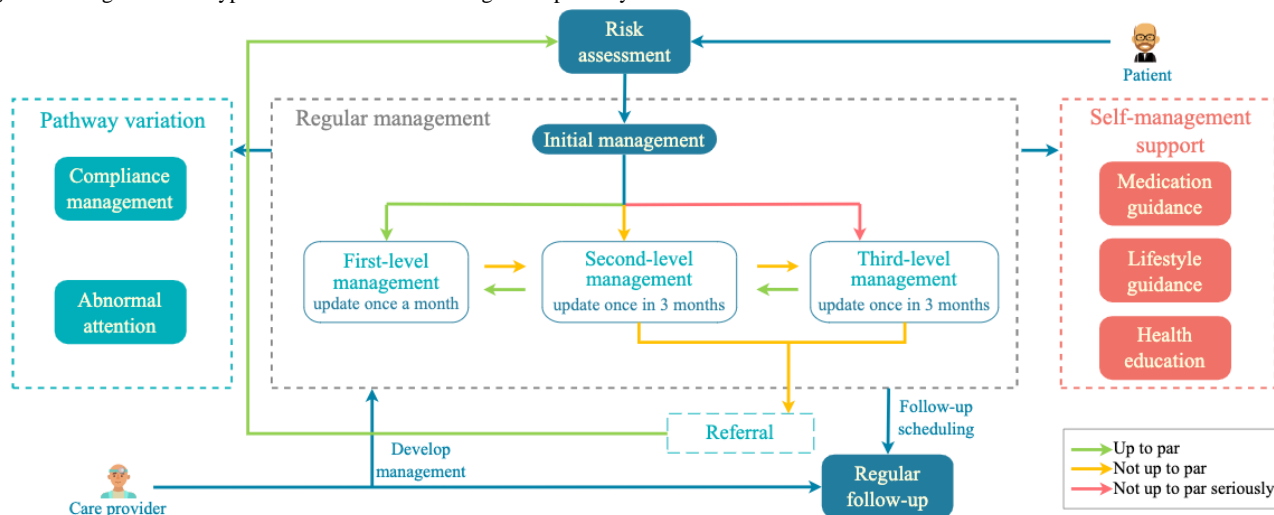 Risk
assessment
Patient
Pathway variation
Compliance
management
Abnormal
attention
Regular management
Initial management
First-level
management
update once a month
Second-level
management
update once in 3 months
Third-level
management
update once in 3 months
Self-management
support
Medication
guidance
Lifestyle
guidance
Health
education
Referral
Follow-up
scheduling
Develop
management
Regular
follow-up
Care provider
Up to par
Not up to par
Not up to par seriously